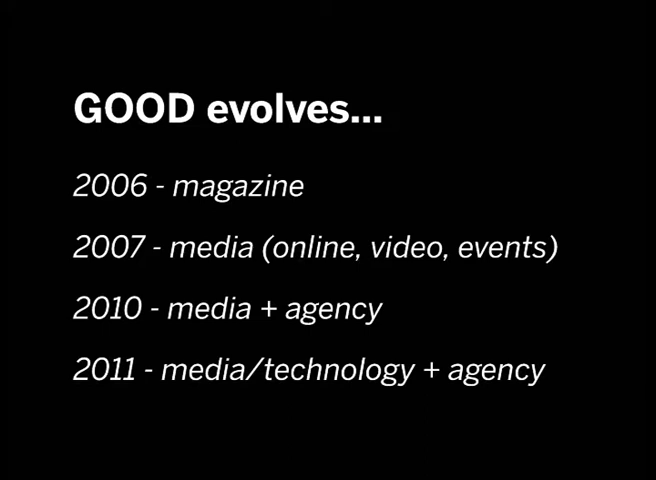 GOOD evolves...
2006 - magazine
2007 - media (online, video, events)
2010 - media + agency
2011 - media/technology + agency